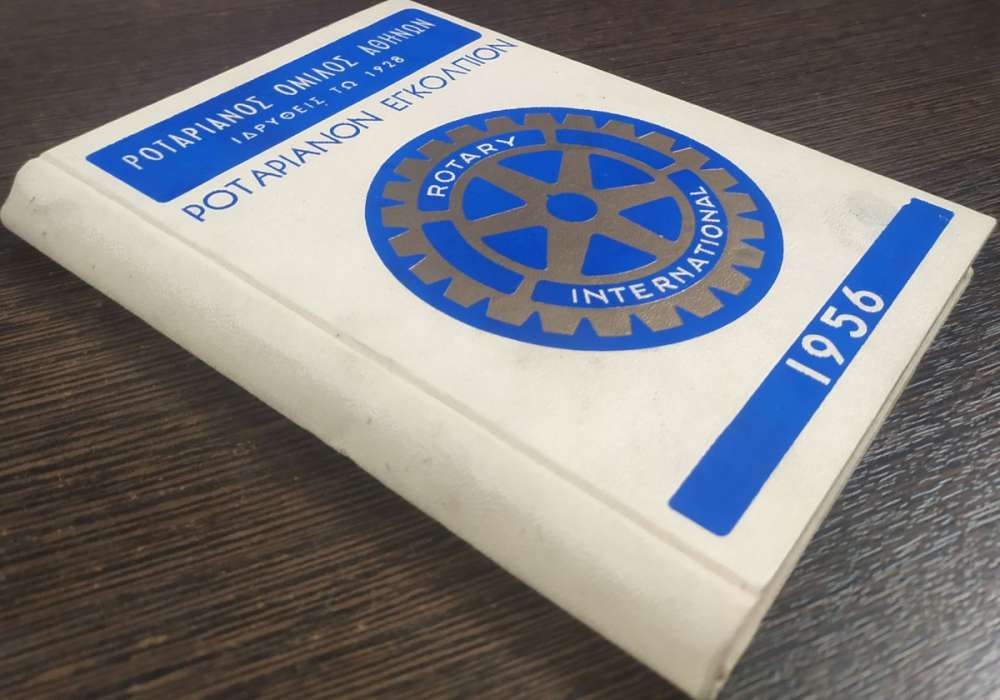 ΡΟΤΑΡΙΑΝΟΣ ΟΜΙΛΟΣ ΑΘΗΝΩΝ
ΙΔΡΥΘΕΙΣ ΤΩ 1928
ΡΟΤΑΡΙΑΝΟΝ ΕΓΚΟΛΠΙΟΝ
ROTARY
INTERNATIONAL
1956